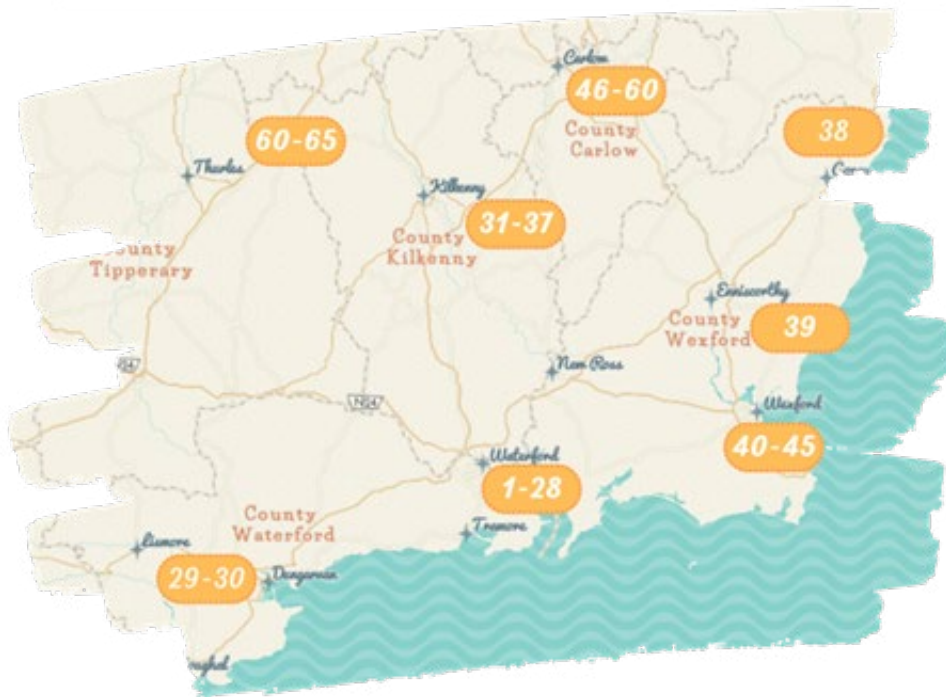 Carlow
46-60
County
Carlow
60-65
38
Thurles
Kilkenny
31-37
County
Kilkenny
Tipperary
Enniscorthy
County
Wexford
39
New Ross
N24
Wexford
40-45
Waterford
1-28
County
Waterford
Tramore
Lismore
29-30
Dungarvan